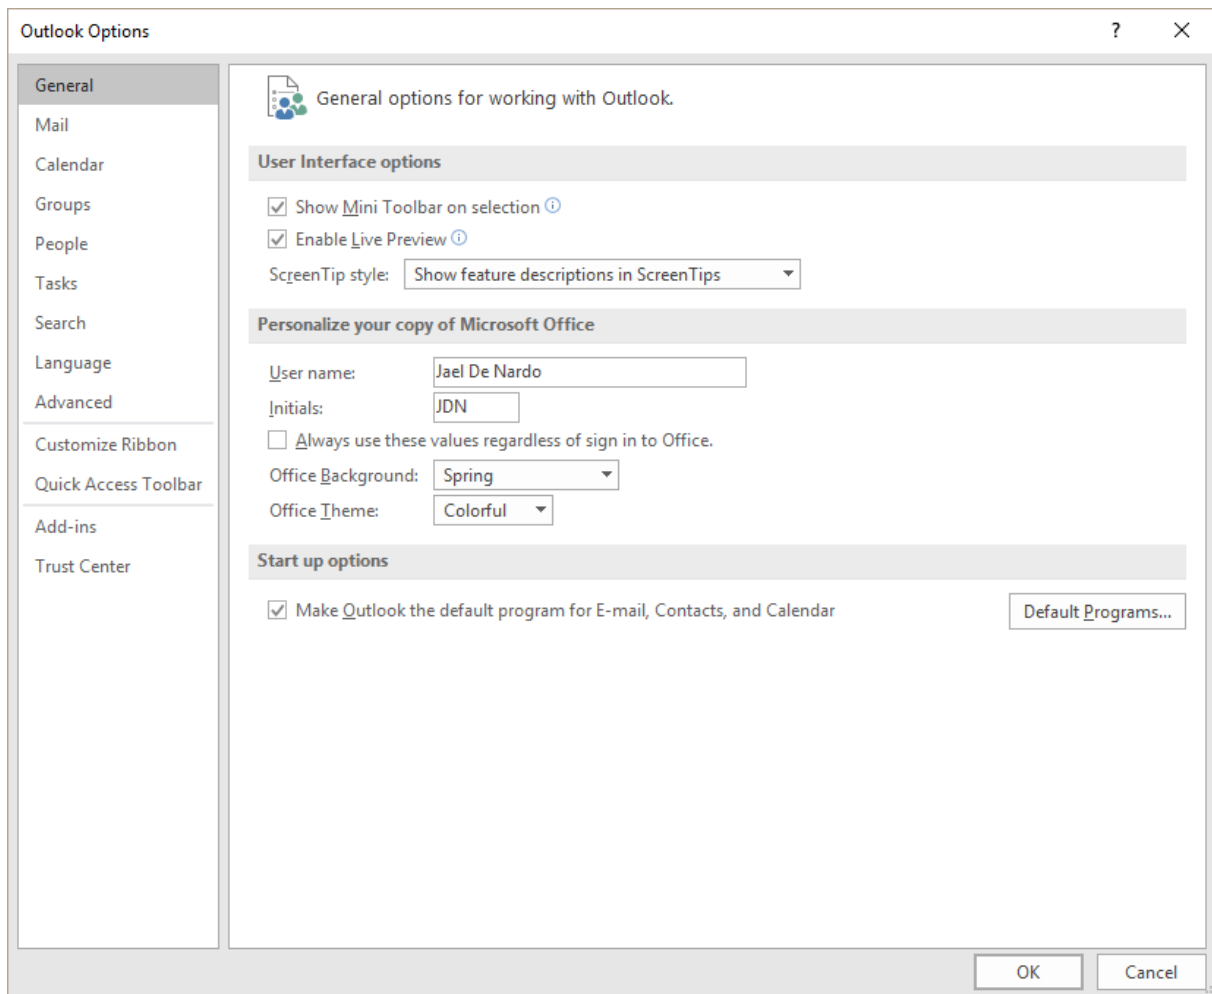 Outlook Options
?
General
Mail
Calendar
Groups
People
Tasks
Search
Language
Advanced
Customize Ribbon
Quick Access Toolbar
Add-ins
Trust Center
General options for working with Outlook.
User Interface options
Show Mini Toolbar on selection
Enable Live Preview
ScreenTip style: Show feature descriptions in ScreenTips
Personalize your copy of Microsoft Office
User name: Jael De Nardo
Initials: JDN
Always use these values regardless of sign in to Office.
Office Background: Spring
Office Theme: Colorful
Start up options
Make Outlook the default program for E-mail, Contacts, and Calendar Default Programs...
OK Cancel